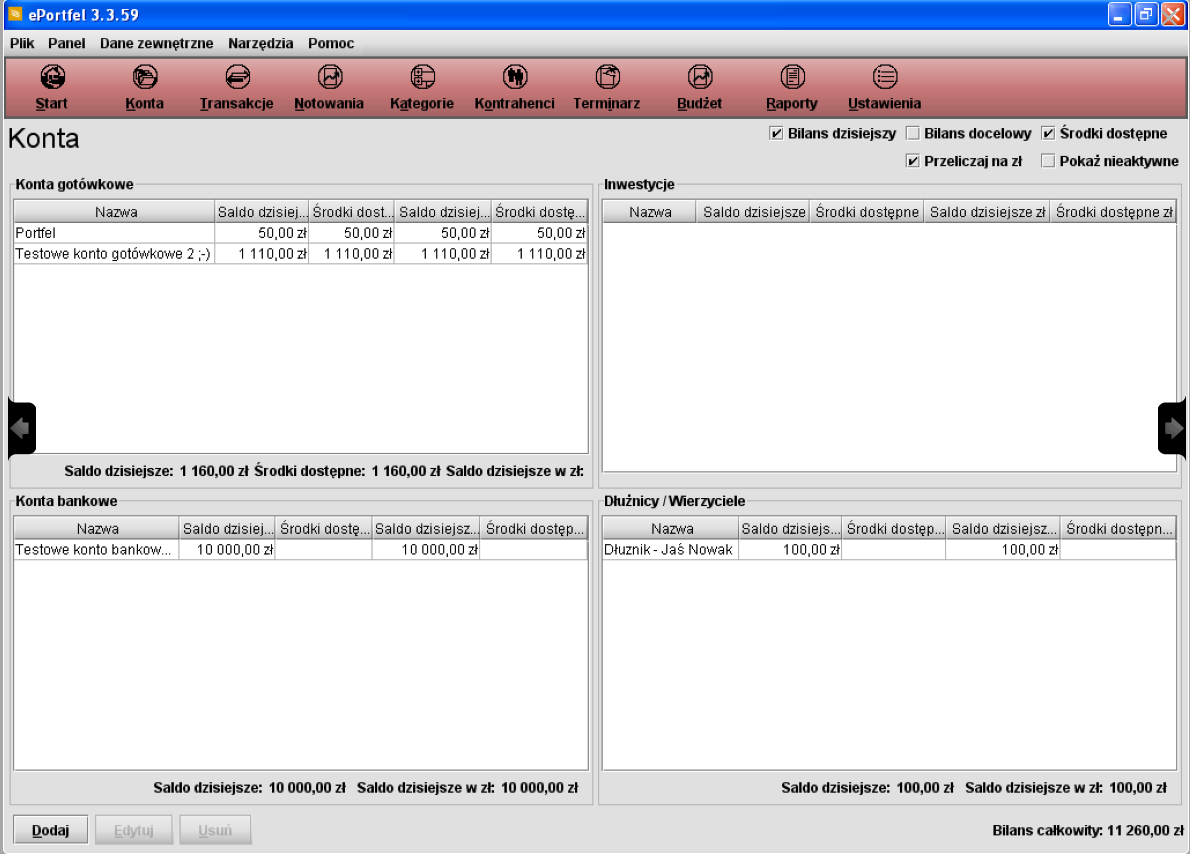 ePortfel 3.3.59
Plik Panel Dane zewnętrzne Narzędzia Pomoc
Start Konta Transakcje Notowania Kategorie Kontrahenci Terminarz Budżet Raporty Ustawienia
Konta
Bilans dzisiejszy Bilans docelowy Środki dostępne
Przeliczaj na zł Pokaż nieaktywne
Konta gotówkowe
Nazwa Saldo dzisiej... Środki dost... Saldo dzisiej... Środki dostę...
Portfel 50,00 zł 50,00 zł 50,00 zł 50,00 zł
Testowe konto gotówkowe 2 ;-) 1 110,00 zł 1 110,00 zł 1 110,00 zł 1 110,00 zł
Saldo dzisiejsze: 1 160,00 zł Środki dostępne: 1 160,00 zł Saldo dzisiejsze w zł:
Inwestycje
Nazwa Saldo dzisiejsze Środki dostępne Saldo dzisiejsze zł Środki dostępne zł
Konta bankowe
Nazwa Saldo dzisiej... Środki dostę... Saldo dzisiejsz... Środki dostęp...
Testowe konto bankow... 10 000,00 zł 10 000,00 zł
Saldo dzisiejsze: 10 000,00 zł Saldo dzisiejsze w zł: 10 000,00 zł
Dłużnicy / Wierzyciele
Nazwa Saldo dzisiejs... Środki dostęp... Saldo dzisiejsz... Środki dostępn...
Dłuznik - Jaś Nowak 100,00 zł 100,00 zł
Saldo dzisiejsze: 100,00 zł Saldo dzisiejsze w zł: 100,00 zł
Dodaj Edytuj Usuń
Bilans całkowity: 11 260,00 zł